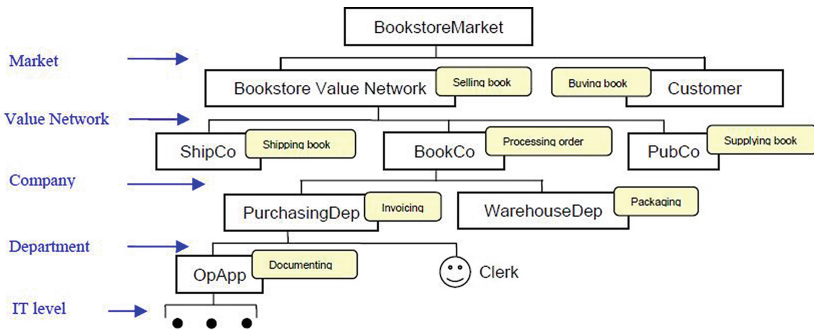 BookstoreMarket
Market
Bookstore Value Network
Selling book
Buving book
Customer
Value Network
ShipCo
Shipping book
BookCo
Processing order
PubCo
Supplying book
Company
PurchasingDep
Invoicing
WarehouseDep
Packaging
Department
OpApp
Documenting
Clerk
IT level